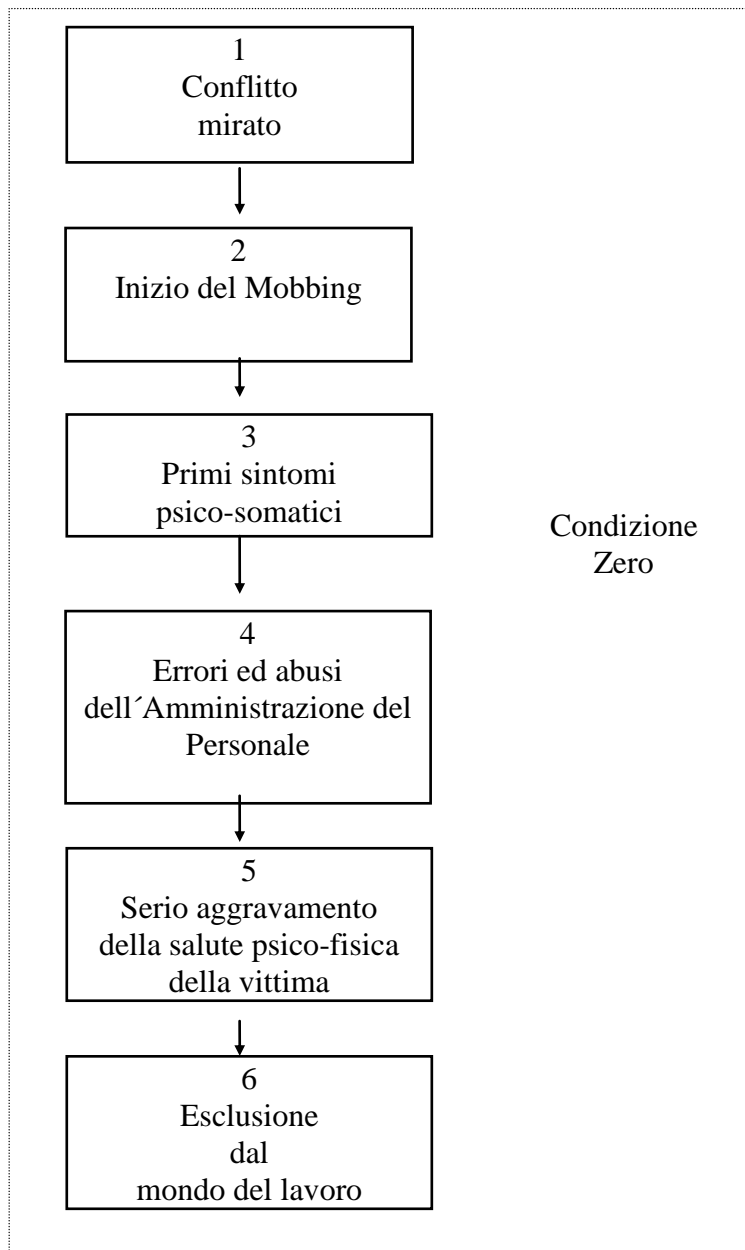 1
Conflitto
mirato
2
Inizio del Mobbing
3
Primi sintomi
psico-somatici
Condizione
Zero
4
Errori ed abusi
dell´Amministrazione del
Personale
5
Serio aggravamento
della salute psico-fisica
della vittima
6
Esclusione
dal
mondo del lavoro